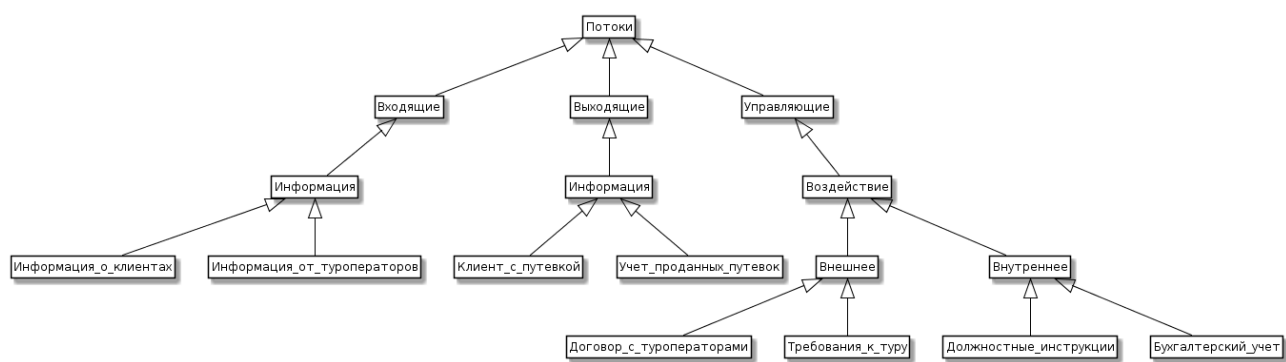 Потоки
Входящие
Выходящие
Управляющие
Информация
Информация
Воздействие
Информация_о_клиентах
Информация_от_туроператоров
Клиент_с_путевкой
Учет_проданных_путевок
Внешнее
Внутреннее
Договор_с_туроператорами
Требования_к_туру
Должностные_инструкции
Бухгалтерский_учет